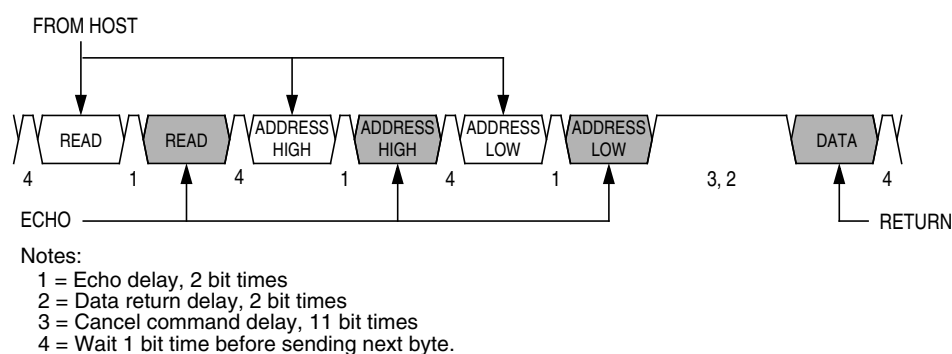 FROM HOST
READ READ ADDRESS HIGH ADDRESS HIGH ADDRESS LOW ADDRESS LOW DATA
4 1 4 1 4 1 3, 2 4
ECHO RETURN
Notes:
1 = Echo delay, 2 bit times
2 = Data return delay, 2 bit times
3 = Cancel command delay, 11 bit times
4 = Wait 1 bit time before sending next byte.